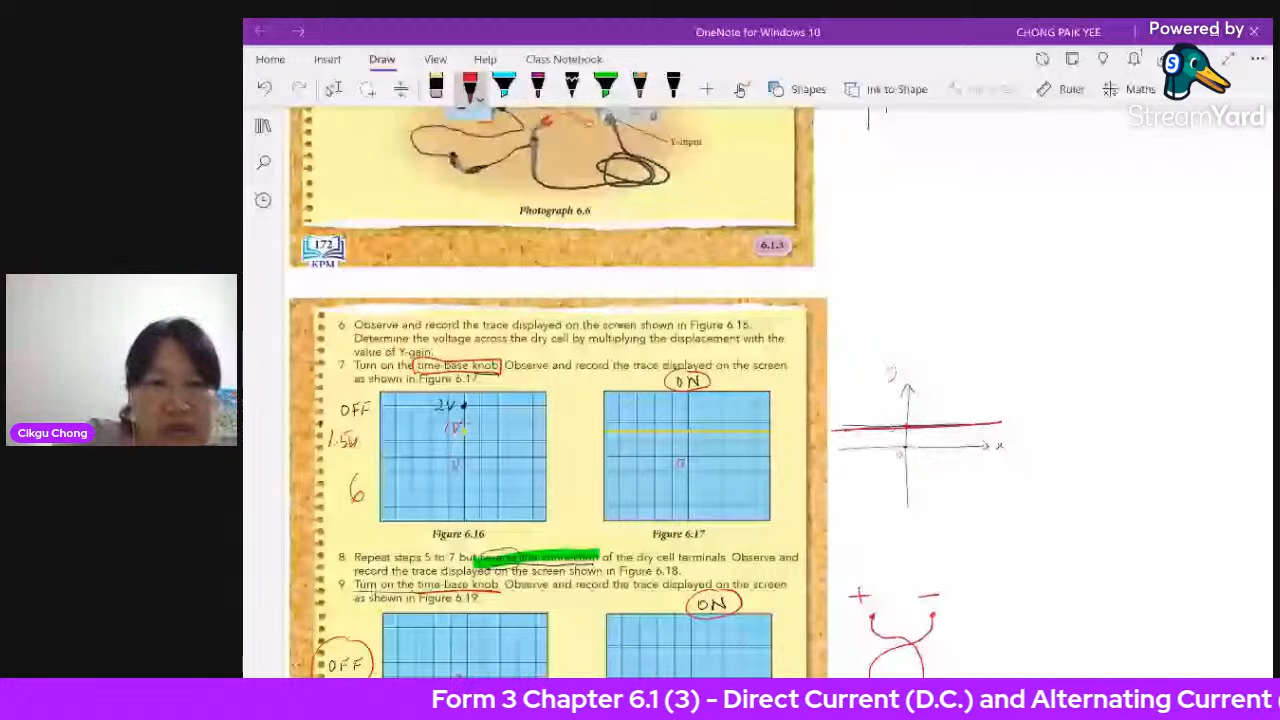 OneNote for Windows 10
CHONG PAIK YEE
Powered by
StreamYard
Home
Insert
Draw
View
Help
Class Notebook
Shapes
Ink to Shape
Ruler
Maths
Y-input
Photograph 6.6
172
KPM
6.1.3
6 Observe and record the trace displayed on the screen shown in Figure 6.16.
Determine the voltage across the dry cell by multiplying the displacement with the
value of Y-gain.
7 Turn on the time-base knob. Observe and record the trace displayed on the screen
as shown in Figure 6.17.
ON
OFF
2V
1V
1.5V
0
0
6
y
x
0
Figure 6.16
Figure 6.17
8 Repeat steps 5 to 7 but reverse the connection of the dry cell terminals. Observe and
record the trace displayed on the screen shown in Figure 6.18.
9 Turn on the time-base knob. Observe and record the trace displayed on the screen
as shown in Figure 6.19.
ON
OFF
+ −
Cikgu Chong
Form 3 Chapter 6.1 (3) - Direct Current (D.C.) and Alternating Current